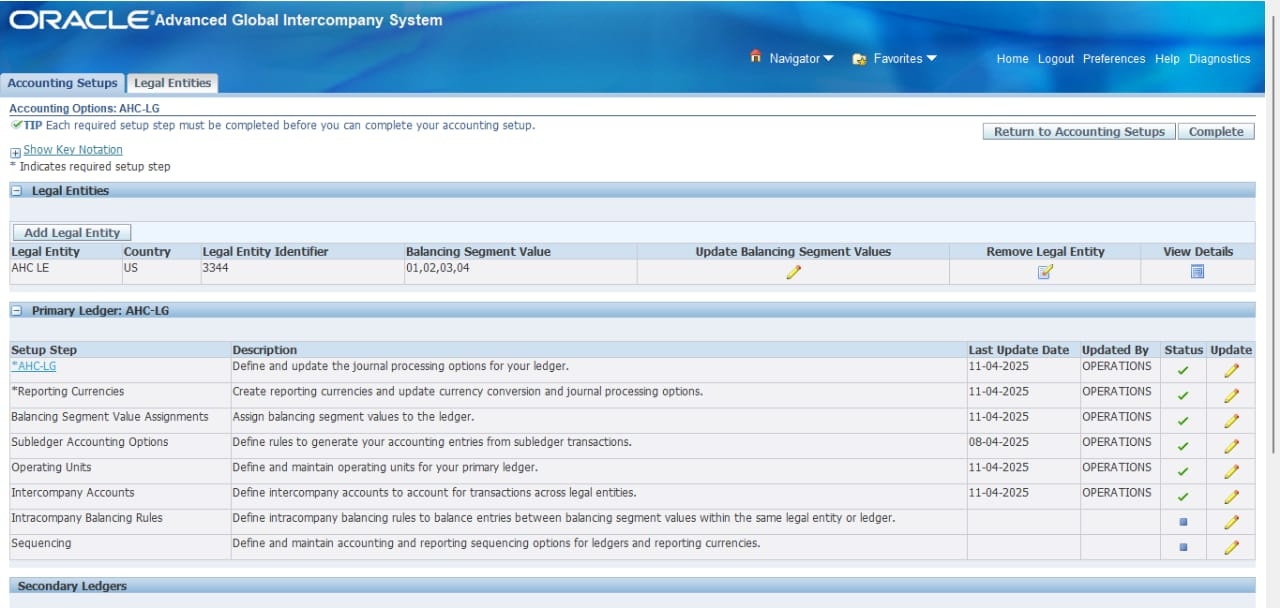 ORACLE® Advanced Global Intercompany System
Navigator Favorites Home Logout Preferences Help Diagnostics
Accounting Setups Legal Entities
Accounting Options: AHC-LG
TIP Each required setup step must be completed before you can complete your accounting setup.
Return to Accounting Setups Complete
Show Key Notation
* Indicates required setup step
Legal Entities
Add Legal Entity
Legal Entity Country Legal Entity Identifier Balancing Segment Value Update Balancing Segment Values Remove Legal Entity View Details
AHC LE US 3344 01,02,03,04
Primary Ledger: AHC-LG
Setup Step Description Last Update Date Updated By Status Update
*AHC-LG Define and update the journal processing options for your ledger. 11-04-2025 OPERATIONS
*Reporting Currencies Create reporting currencies and update currency conversion and journal processing options. 11-04-2025 OPERATIONS
Balancing Segment Value Assignments Assign balancing segment values to the ledger. 11-04-2025 OPERATIONS
Subledger Accounting Options Define rules to generate your accounting entries from subledger transactions. 08-04-2025 OPERATIONS
Operating Units Define and maintain operating units for your primary ledger. 11-04-2025 OPERATIONS
Intercompany Accounts Define intercompany accounts to account for transactions across legal entities. 11-04-2025 OPERATIONS
Intracompany Balancing Rules Define intracompany balancing rules to balance entries between balancing segment values within the same legal entity or ledger.
Sequencing Define and maintain accounting and reporting sequencing options for ledgers and reporting currencies.
Secondary Ledgers